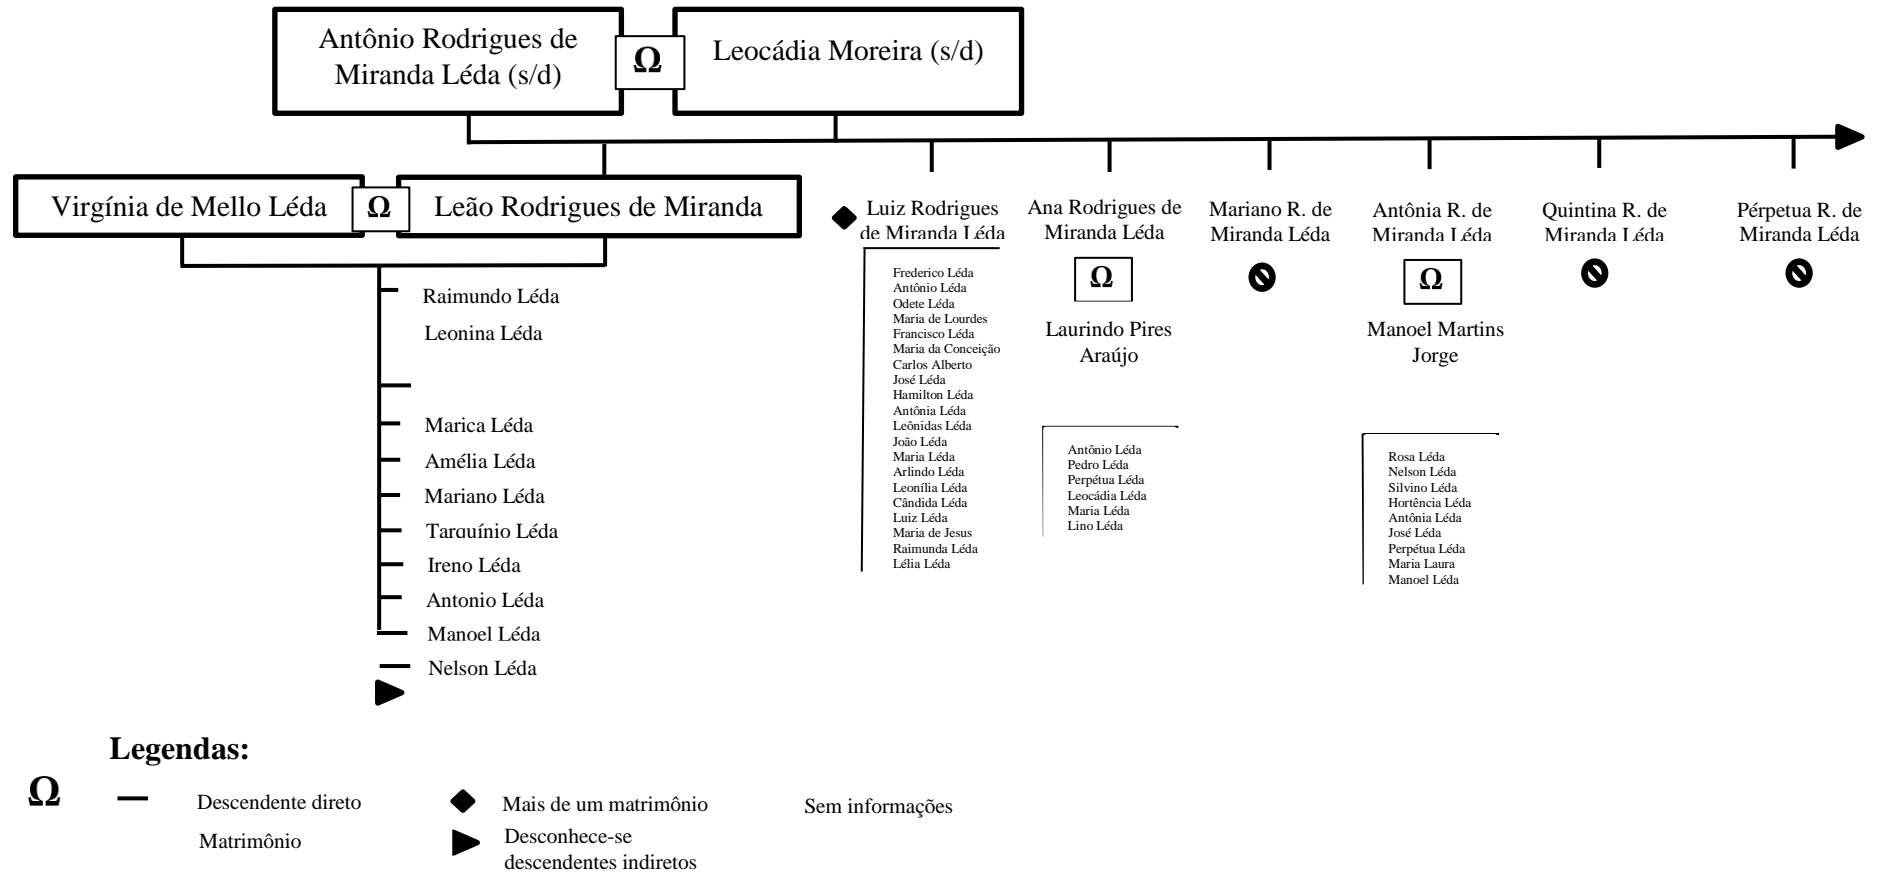 Antônio Rodrigues de
Miranda Léda (s/d)
Ω
Leocádia Moreira (s/d)
Virgínia de Mello Léda
Ω
Leão Rodrigues de Miranda
Luiz Rodrigues
de Miranda Léda
Ana Rodrigues de
Miranda Léda
Mariano R. de
Miranda Léda
Antônia R. de
Miranda Léda
Quintina R. de
Miranda Léda
Pérpetua R. de
Miranda Léda
Raimundo Léda
Leonina Léda
Marica Léda
Amélia Léda
Mariano Léda
Tarquínio Léda
Ireno Léda
Antonio Léda
Manoel Léda
Nelson Léda
Frederico Léda
Antônio Léda
Odete Léda
Maria de Lourdes
Francisco Léda
Maria da Conceição
Carlos Alberto
José Léda
Hamilton Léda
Antônia Léda
Leônidas Léda
João Léda
Maria Léda
Arlindo Léda
Leonília Léda
Cândida Léda
Luiz Léda
Maria de Jesus
Raimunda Léda
Lélia Léda
Ω
Laurindo Pires
Araújo
Antônio Léda
Pedro Léda
Perpétua Léda
Leocádia Léda
Maria Léda
Lino Léda
Ω
Manoel Martins
Jorge
Rosa Léda
Nelson Léda
Silvino Léda
Hortência Léda
Antônia Léda
José Léda
Perpétua Léda
Maria Laura
Manoel Léda
Legendas:
Ω
Descendente direto
Matrimônio
Mais de um matrimônio
Desconhece-se
descendentes indiretos
Sem informações